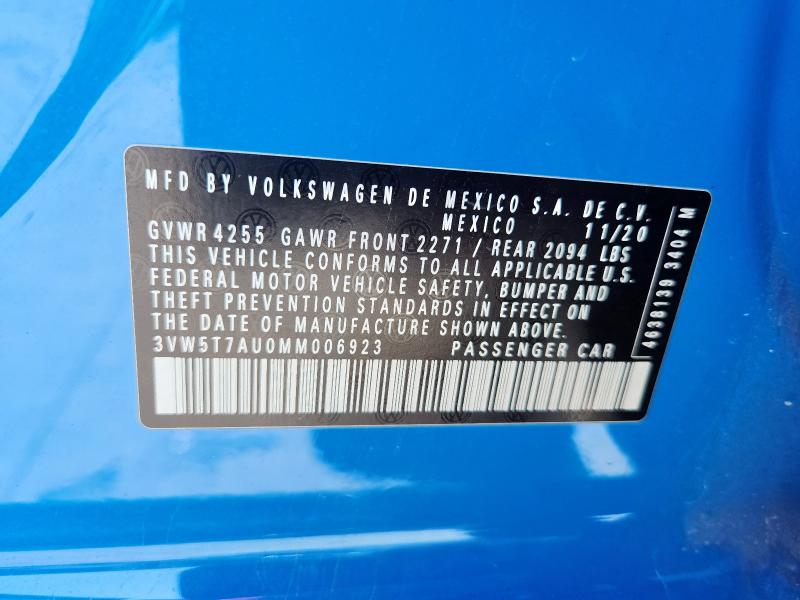 MFD BY VOLKSWAGEN DE MEXICO S.A. DE C.V.
MEXICO 11/20
GVWR 4255 GAWR FRONT 2271 / REAR 2094 LBS
THIS VEHICLE CONFORMS TO ALL APPLICABLE U.S.
FEDERAL MOTOR VEHICLE SAFETY, BUMPER AND
THEFT PREVENTION STANDARDS IN EFFECT ON
THE DATE OF MANUFACTURE SHOWN ABOVE.
3VW5T7AU0MM006923 PASSENGER CAR
4638139 3404 M